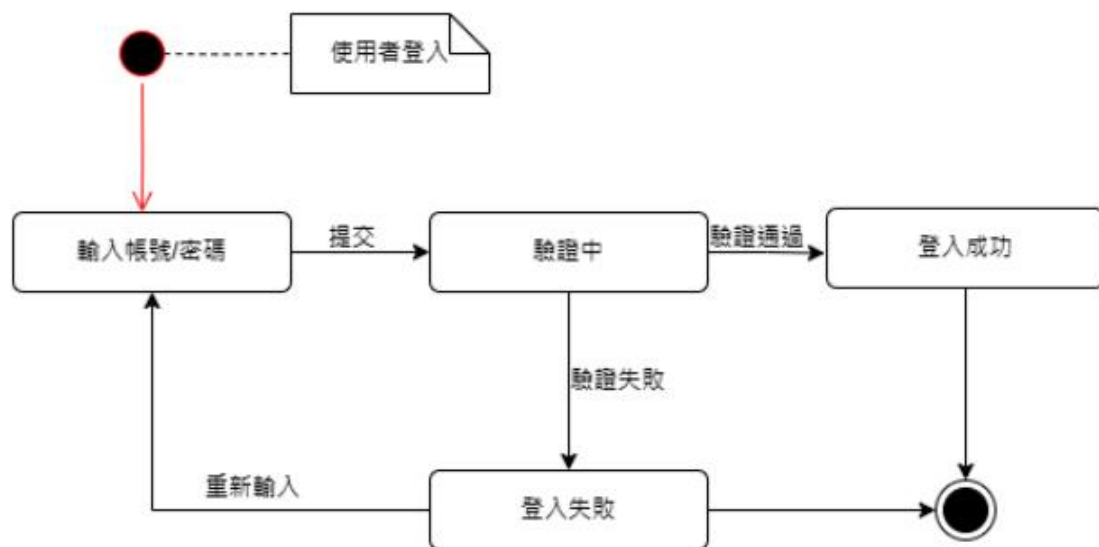 使用者登入
輸入帳號/密碼
提交
驗證中
驗證通過
登入成功
驗證失敗
重新輸入
登入失敗